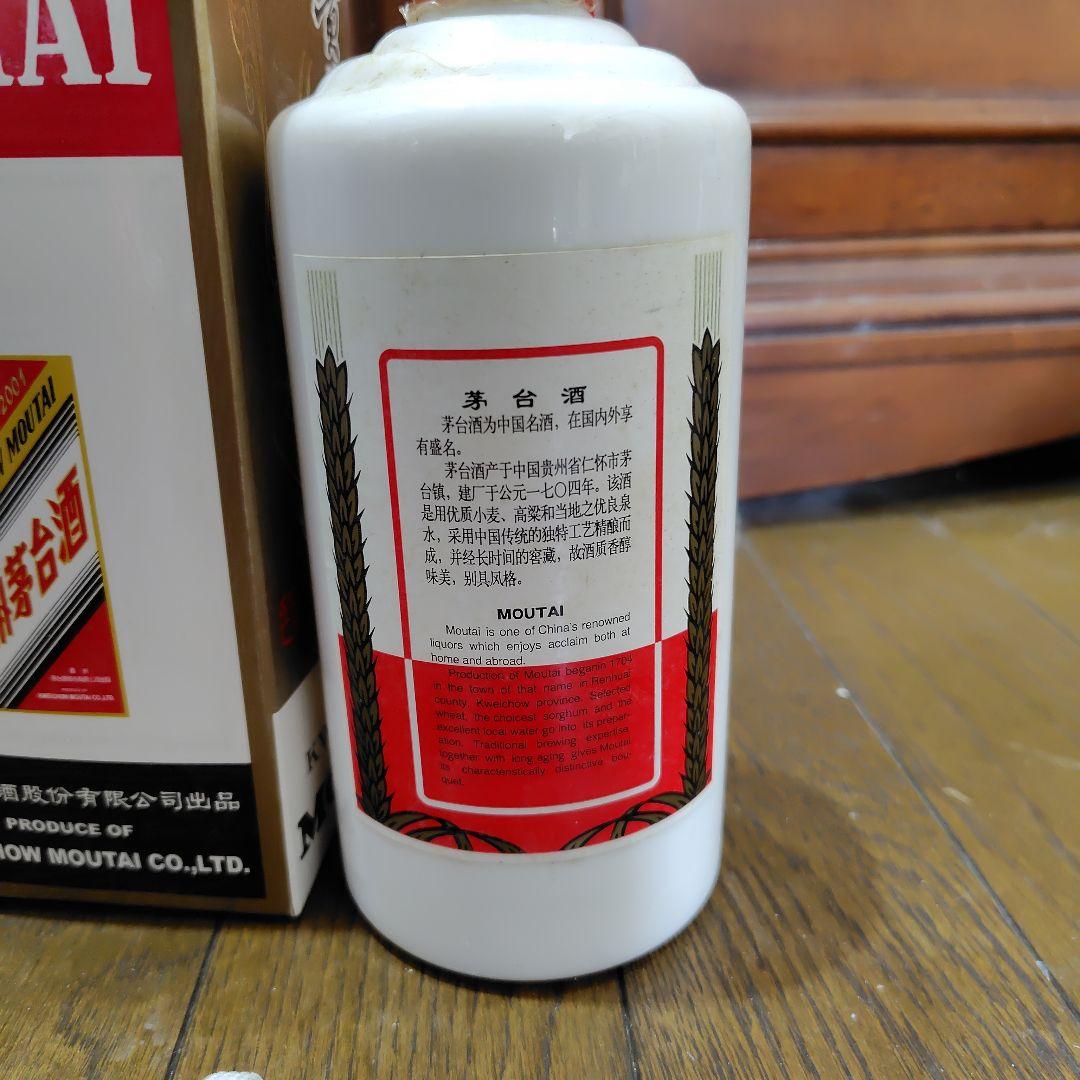 AI
2001
MOUTAI
茅台酒
酒股份有限公司出品
PRODUCE OF
HOW MOUTAI CO.,LTD.
茅台酒
茅台酒为中国名酒，在国内外享
有盛名。
茅台酒产于中国贵州省仁怀市茅
台镇，建厂于公元一七〇四年。该酒
是用优质小麦、高粱和当地之优良泉
水，采用中国传统的独特工艺精酿而
成，并经长时间的窖藏，故酒质香醇
味美，别具风格。
MOUTAI
Moutai is one of China's renowned
liquors which enjoys acclaim both at
home and abroad.
Production of Moutai beganin 1704
in the town of that name in Renhuai
county, Kweichow province. Selected
wheat, the choicest sorghum and the
excellent local water go into its prepar-
ation. Traditional brewing expertise
together with long aging gives Moutai
its characteristically distinctive bou-
quet.